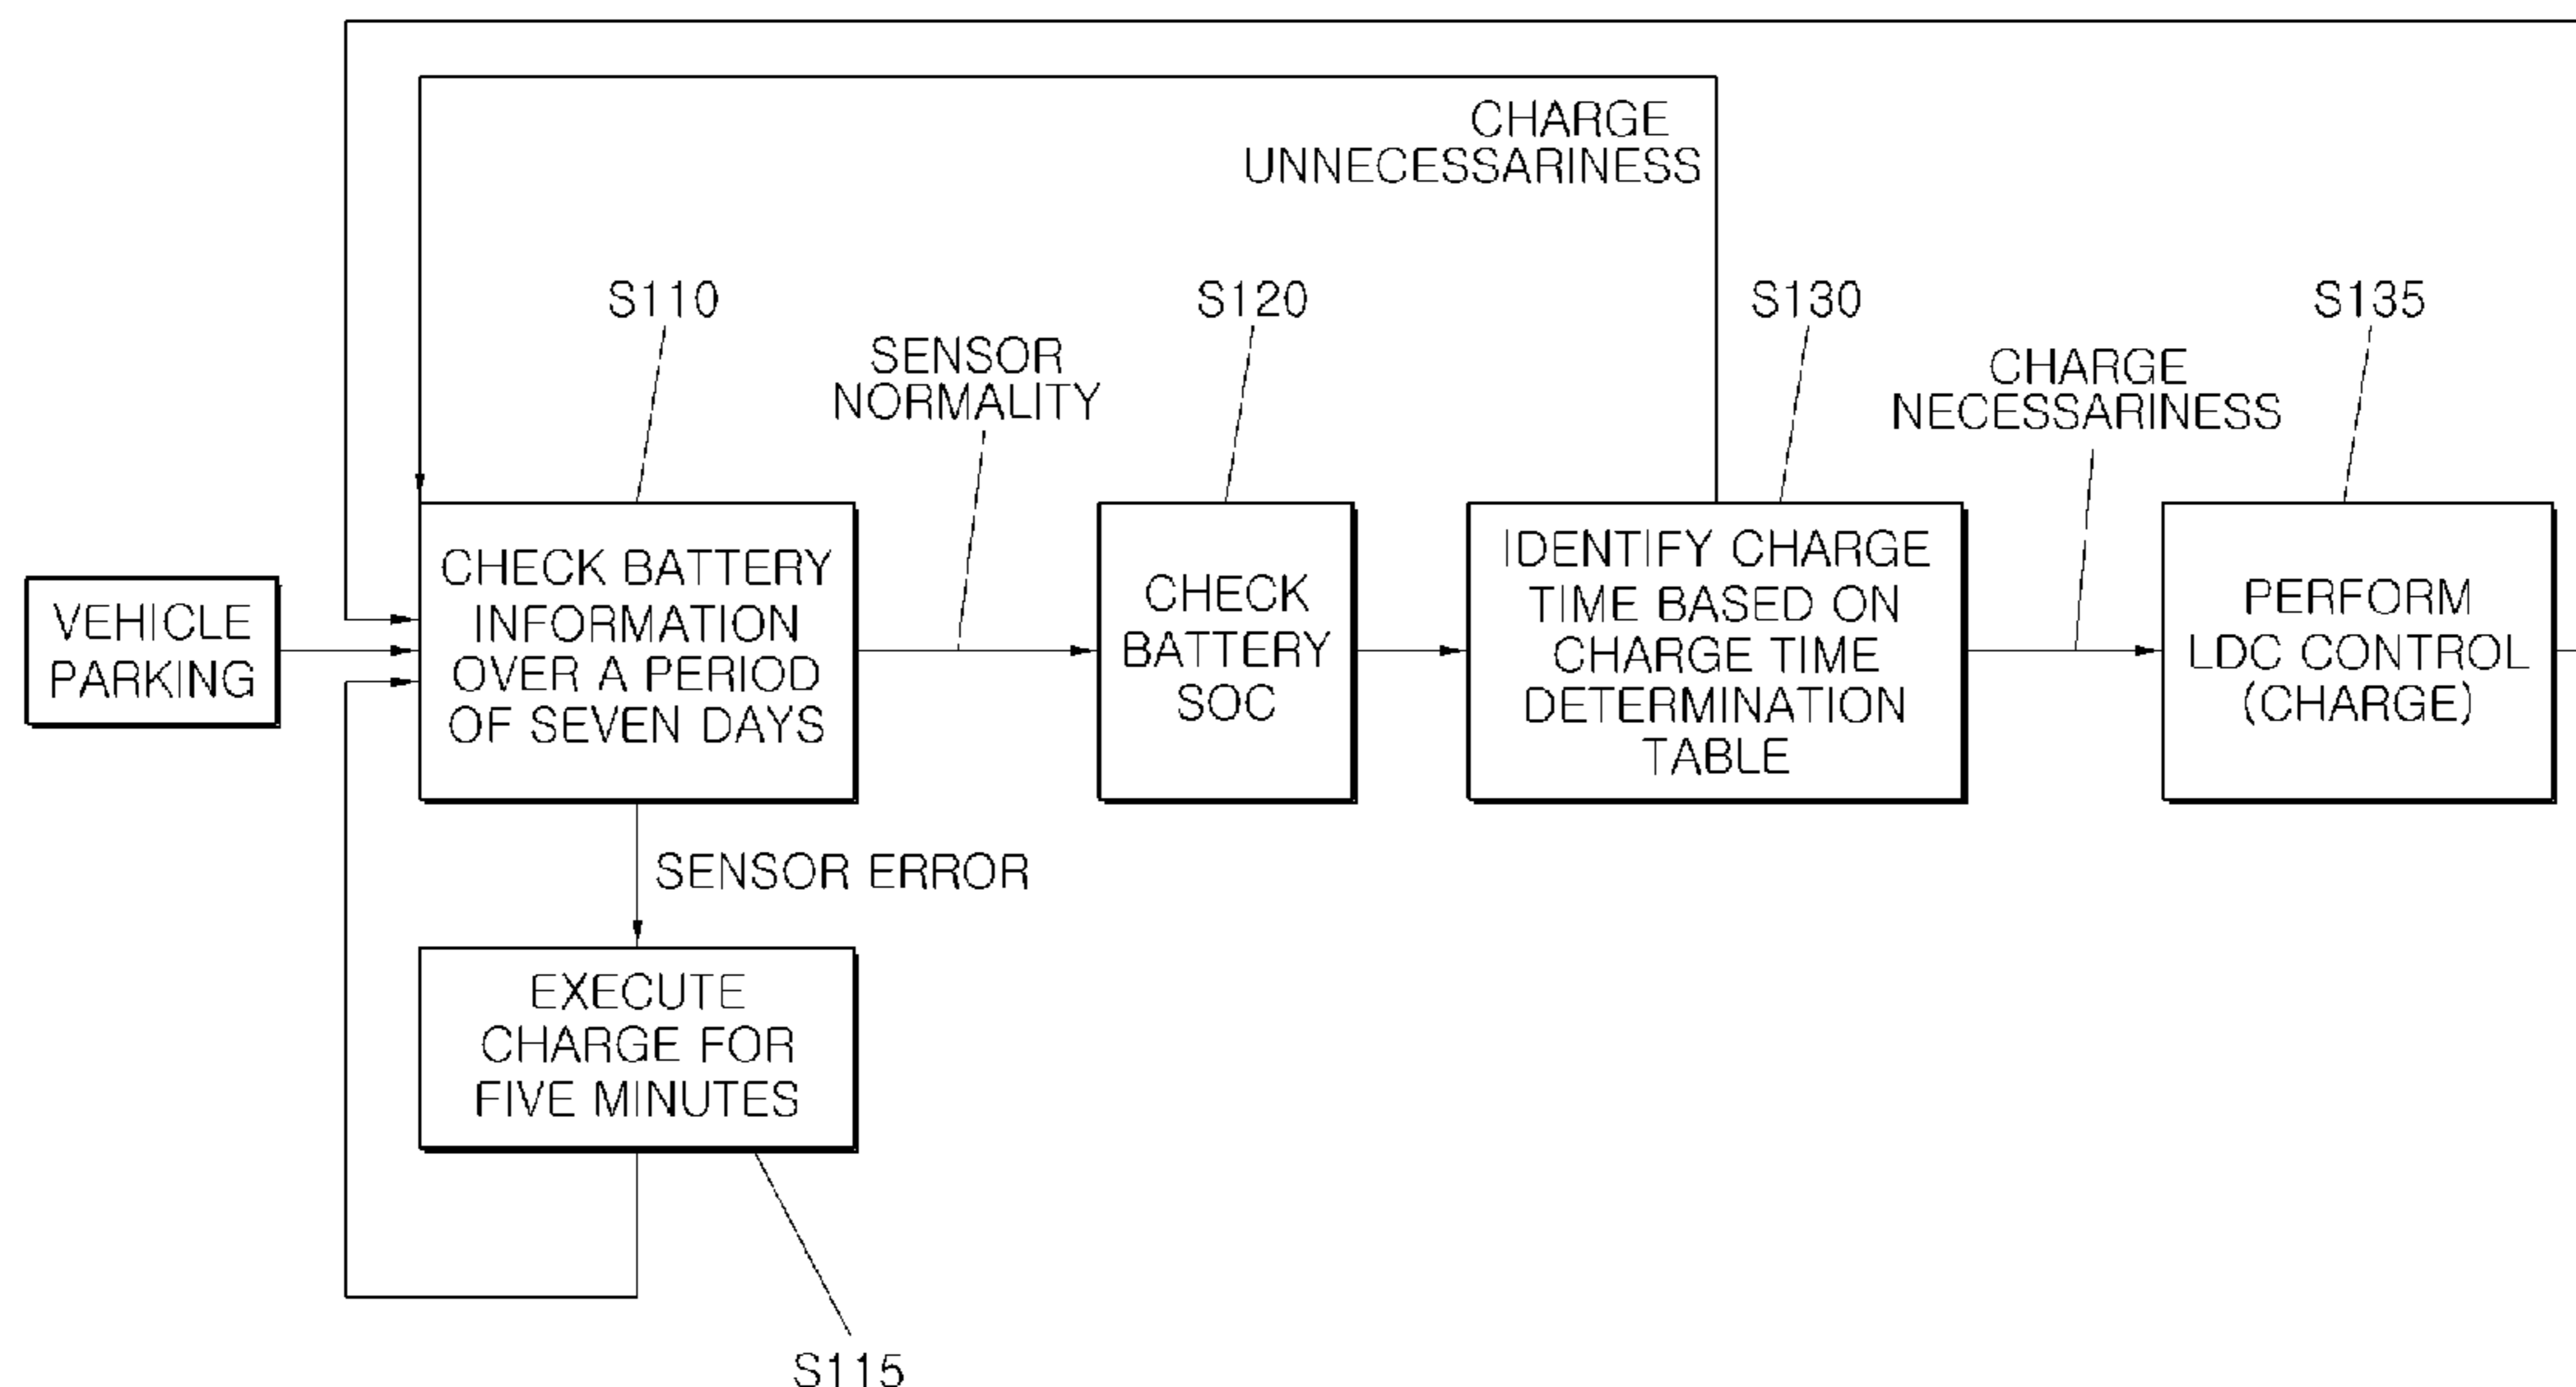 CHARGE
UNNECESSARINESS
S110
S120
S130
S135
SENSOR
NORMALITY
CHARGE
NECESSARINESS
VEHICLE
PARKING
CHECK BATTERY
INFORMATION
OVER A PERIOD
OF SEVEN DAYS
CHECK
BATTERY
SOC
IDENTIFY CHARGE
TIME BASED ON
CHARGE TIME
DETERMINATION
TABLE
PERFORM
LDC CONTROL
(CHARGE)
SENSOR ERROR
EXECUTE
CHARGE FOR
FIVE MINUTES
S115